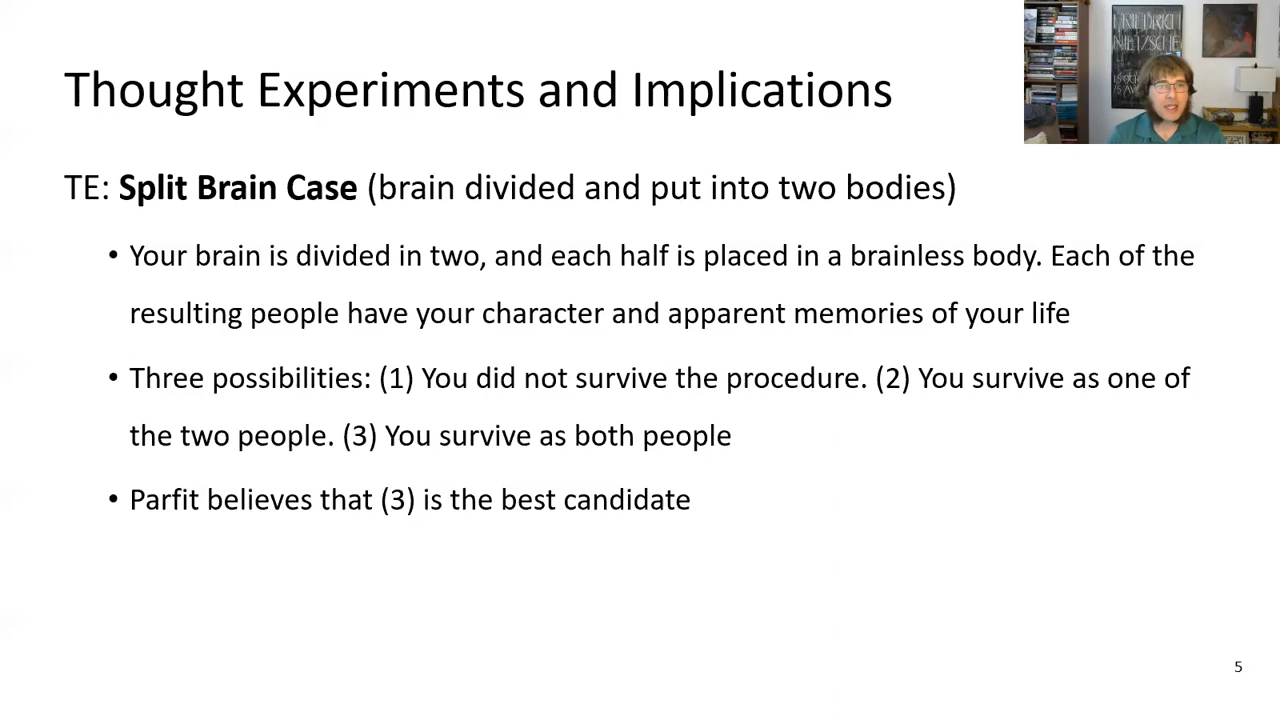 Thought Experiments and Implications
FRIEDRICH
NIETZSCHE
TE: Split Brain Case (brain divided and put into two bodies)
• Your brain is divided in two, and each half is placed in a brainless body. Each of the
resulting people have your character and apparent memories of your life
• Three possibilities: (1) You did not survive the procedure. (2) You survive as one of
the two people. (3) You survive as both people
• Parfit believes that (3) is the best candidate
5